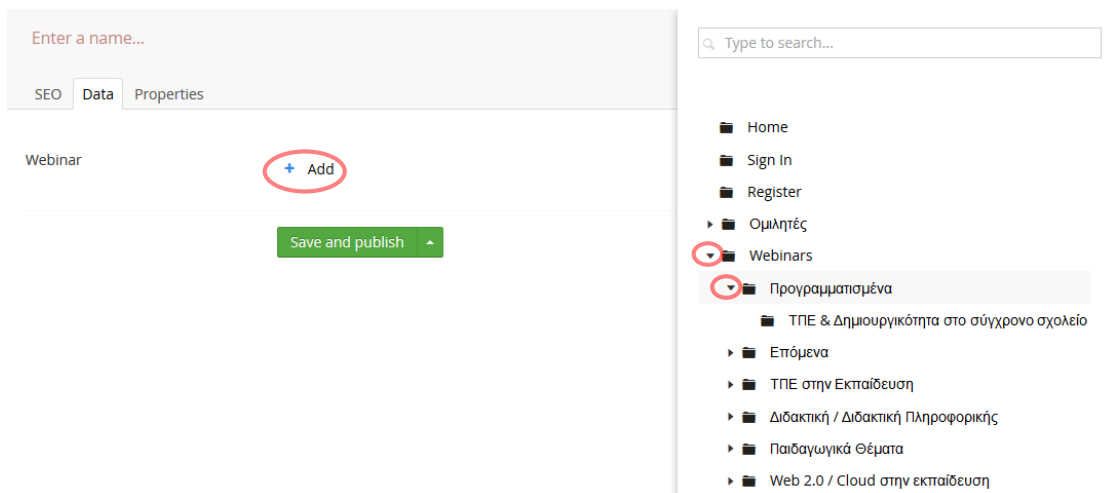 Enter a name...
SEO Data Properties
Webinar
+ Add
Save and publish
Type to search...
Home
Sign In
Register
Ομιλητές
Webinars
Προγραμματισμένα
ΤΠΕ & Δημιουργικότητα στο σύγχρονο σχολείο
Επόμενα
ΤΠΕ στην Εκπαίδευση
Διδακτική / Διδακτική Πληροφορικής
Παιδαγωγικά Θέματα
Web 2.0 / Cloud στην εκπαίδευση